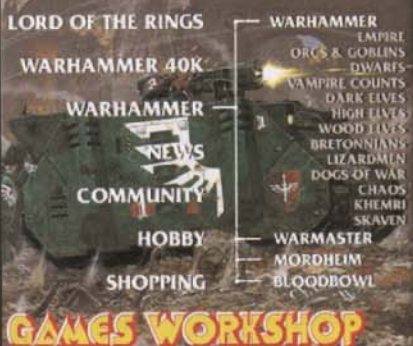 LORD OF THE RINGS
WARHAMMER 40K
WARHAMMER
NEWS
COMMUNITY
HOBBY
SHOPPING
WARHAMMER
EMPIRE
ORCS & GOBLINS
DWARFS
VAMPIRE COUNTS
DARK ELVES
HIGH ELVES
WOOD ELVES
BRETONNIANS
LIZARDMEN
DOGS OF WAR
CHAOS
KHEMRI
SKAVEN
WARMASTER
MORDHEIM
BLOODBOWL
GAMES WORKSHOP